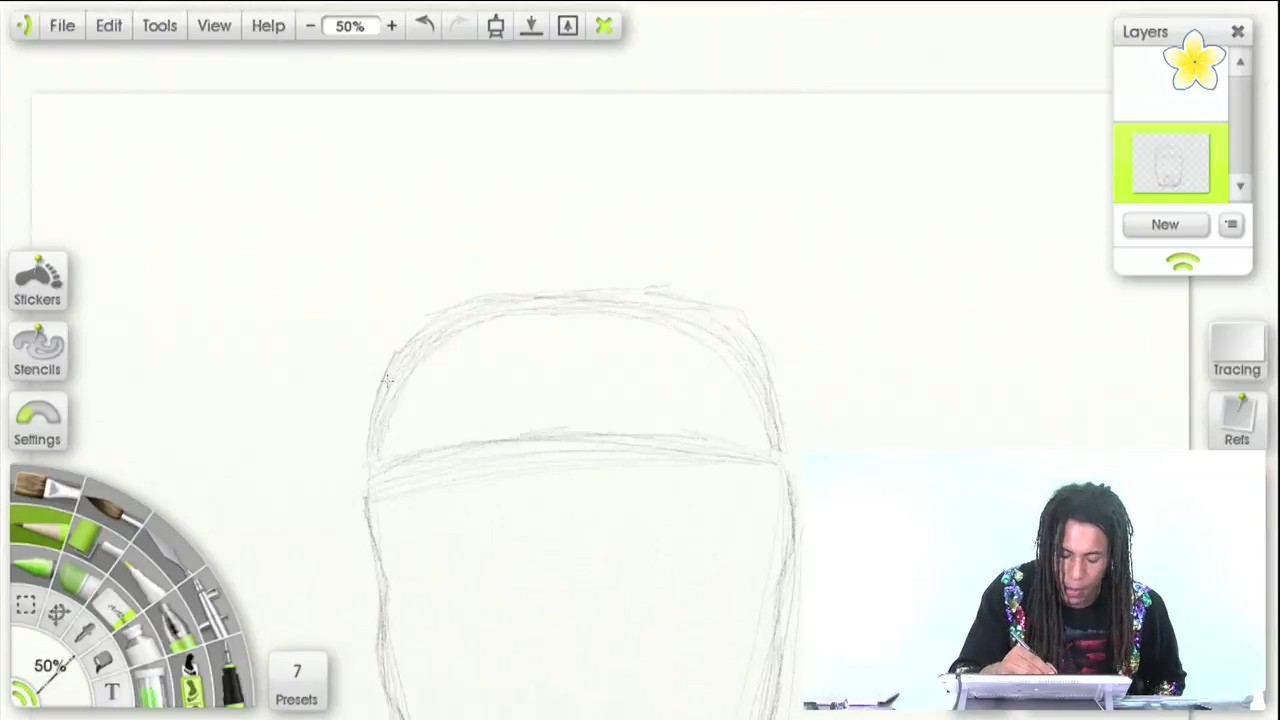 File Edit Tools View Help − 50% +
Layers
New
Stickers
Stencils
Settings
Tracing
Refs
50%
7
Presets
T